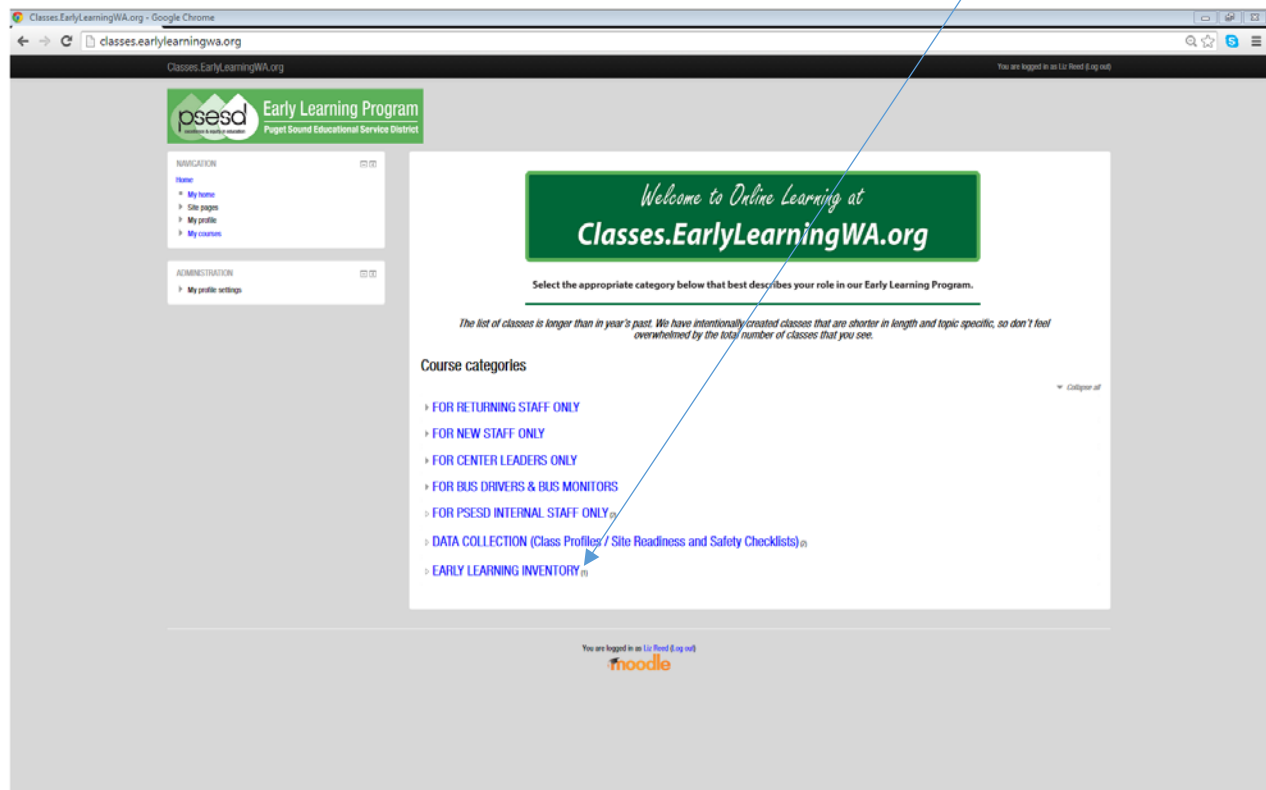 Classes.EarlyLearningWA.org - Google Chrome
classes.earlylearningwa.org
Classes.EarlyLearningWA.org
You are logged in as Liz Reed (Log out)
psesd
Early Learning Program
excellence & equity in education
Puget Sound Educational Service District
NAVIGATION
Home
My home
Site pages
My profile
My courses
ADMINISTRATION
My profile settings
Welcome to Online Learning at
Classes.EarlyLearningWA.org
Select the appropriate category below that best describes your role in our Early Learning Program.
The list of classes is longer than in year's past. We have intentionally created classes that are shorter in length and topic specific, so don't feel
overwhelmed by the total number of classes that you see.
Course categories
Collapse all
FOR RETURNING STAFF ONLY
FOR NEW STAFF ONLY
FOR CENTER LEADERS ONLY
FOR BUS DRIVERS & BUS MONITORS
FOR PSESD INTERNAL STAFF ONLY
DATA COLLECTION (Class Profiles / Site Readiness and Safety Checklists)
EARLY LEARNING INVENTORY (1)
You are logged in as Liz Reed (Log out)
moodle